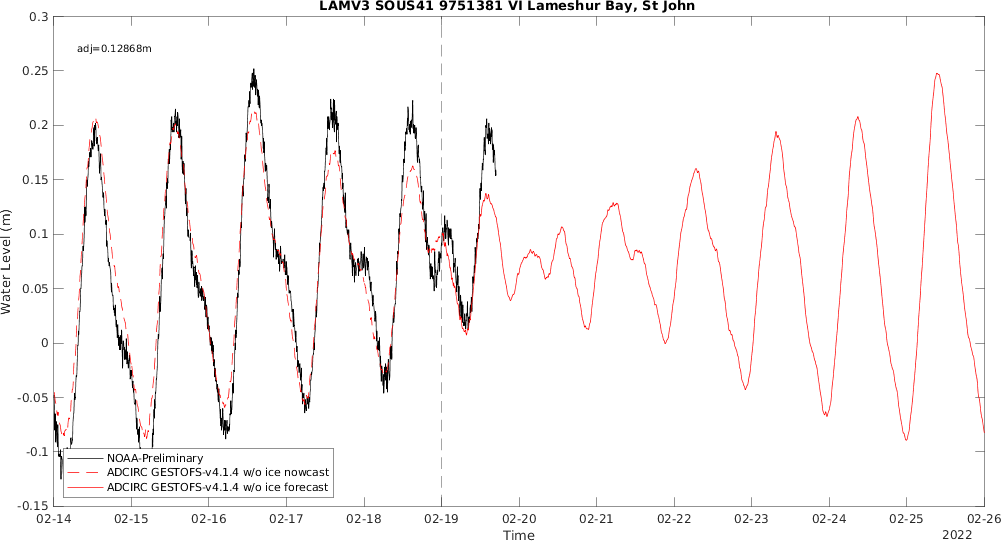 LAMV3 SOUS41 9751381 VI Lameshur Bay, St John
adj=0.12868m
0.3
0.25
0.2
0.15
0.1
0.05
0
-0.05
-0.1
-0.15
Water Level (m)
NOAA-Preliminary
ADCIRC GESTOFS-v4.1.4 w/o ice nowcast
ADCIRC GESTOFS-v4.1.4 w/o ice forecast
02-14 02-15 02-16 02-17 02-18 02-19 02-20 02-21 02-22 02-23 02-24 02-25 02-26
Time
2022